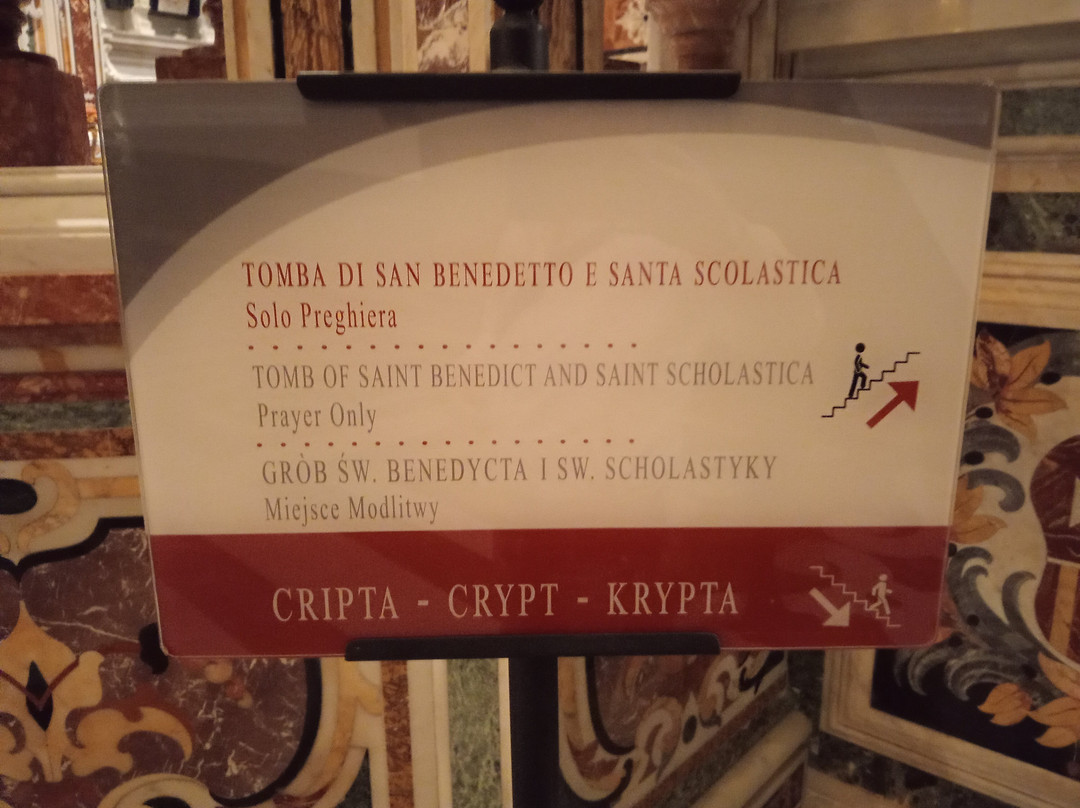 TOMBA DI SAN BENEDETTO E SANTA SCOLASTICA
Solo Preghiera
TOMB OF SAINT BENEDICT AND SAINT SCHOLASTICA
Prayer Only
GRÒB ŚW. BENEDYCTA I SW. SCHOLASTYKY
Miejsce Modlitwy
CRIPTA - CRYPT - KRYPTA